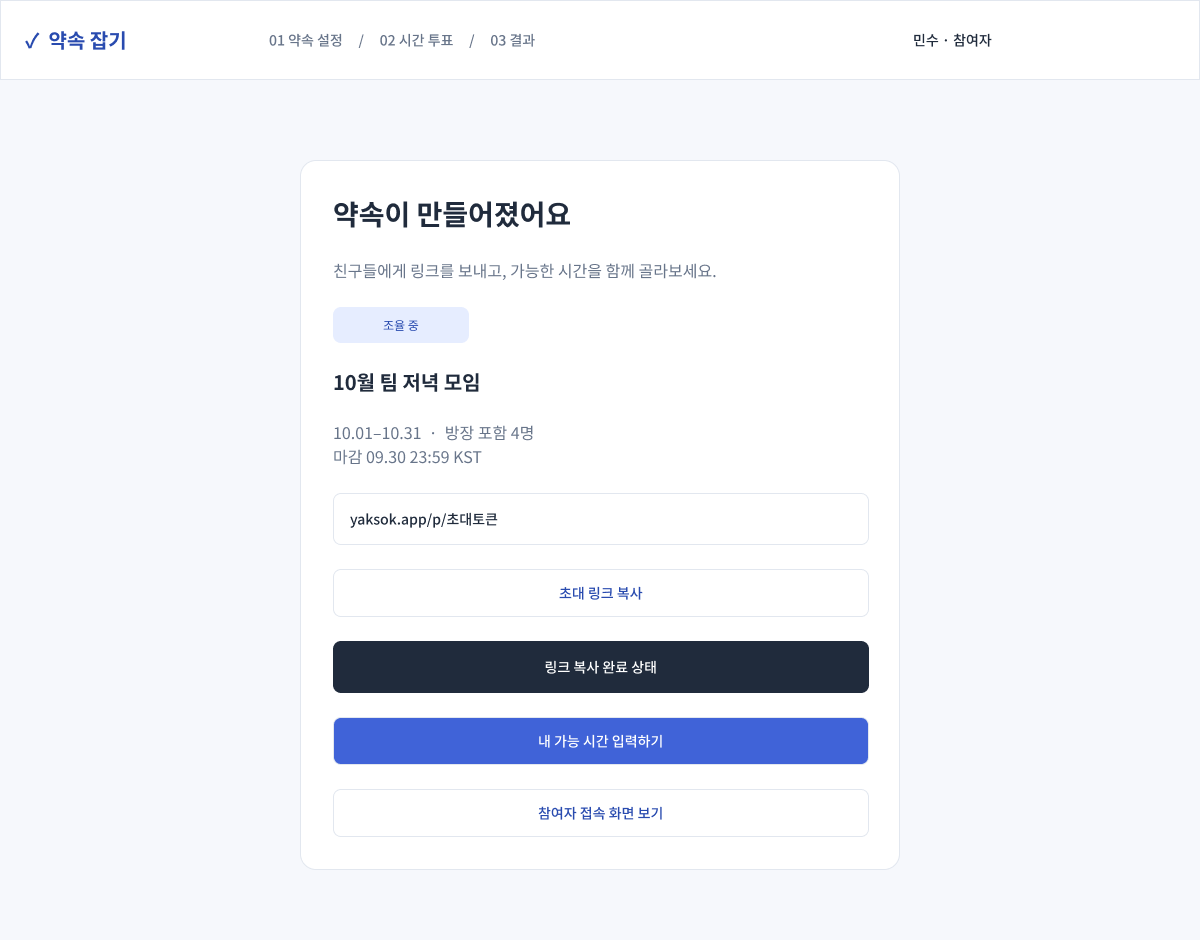 ✓ 약속 잡기
01 약속 설정 / 02 시간 투표 / 03 결과
민수 · 참여자
약속이 만들어졌어요
친구들에게 링크를 보내고, 가능한 시간을 함께 골라보세요.
조율 중
10월 팀 저녁 모임
10.01–10.31 · 방장 포함 4명
마감 09.30 23:59 KST
yaksok.app/p/초대토큰
초대 링크 복사
링크 복사 완료 상태
내 가능 시간 입력하기
참여자 접속 화면 보기